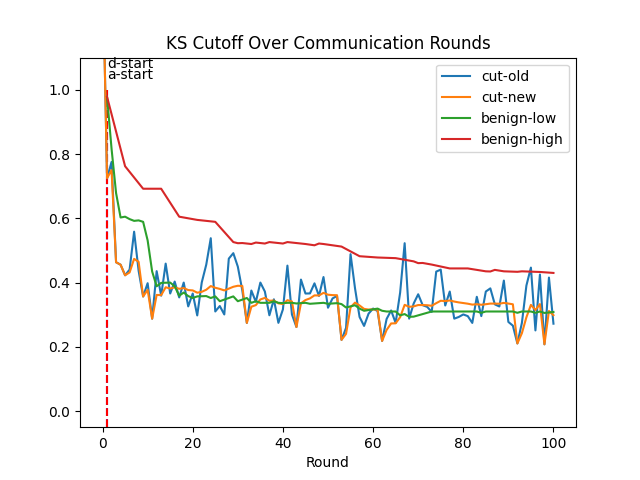 KS Cutoff Over Communication Rounds
d-start
a-start
cut-old
cut-new
benign-low
benign-high
1.0
0.8
0.6
0.4
0.2
0.0
0 20 40 60 80 100
Round